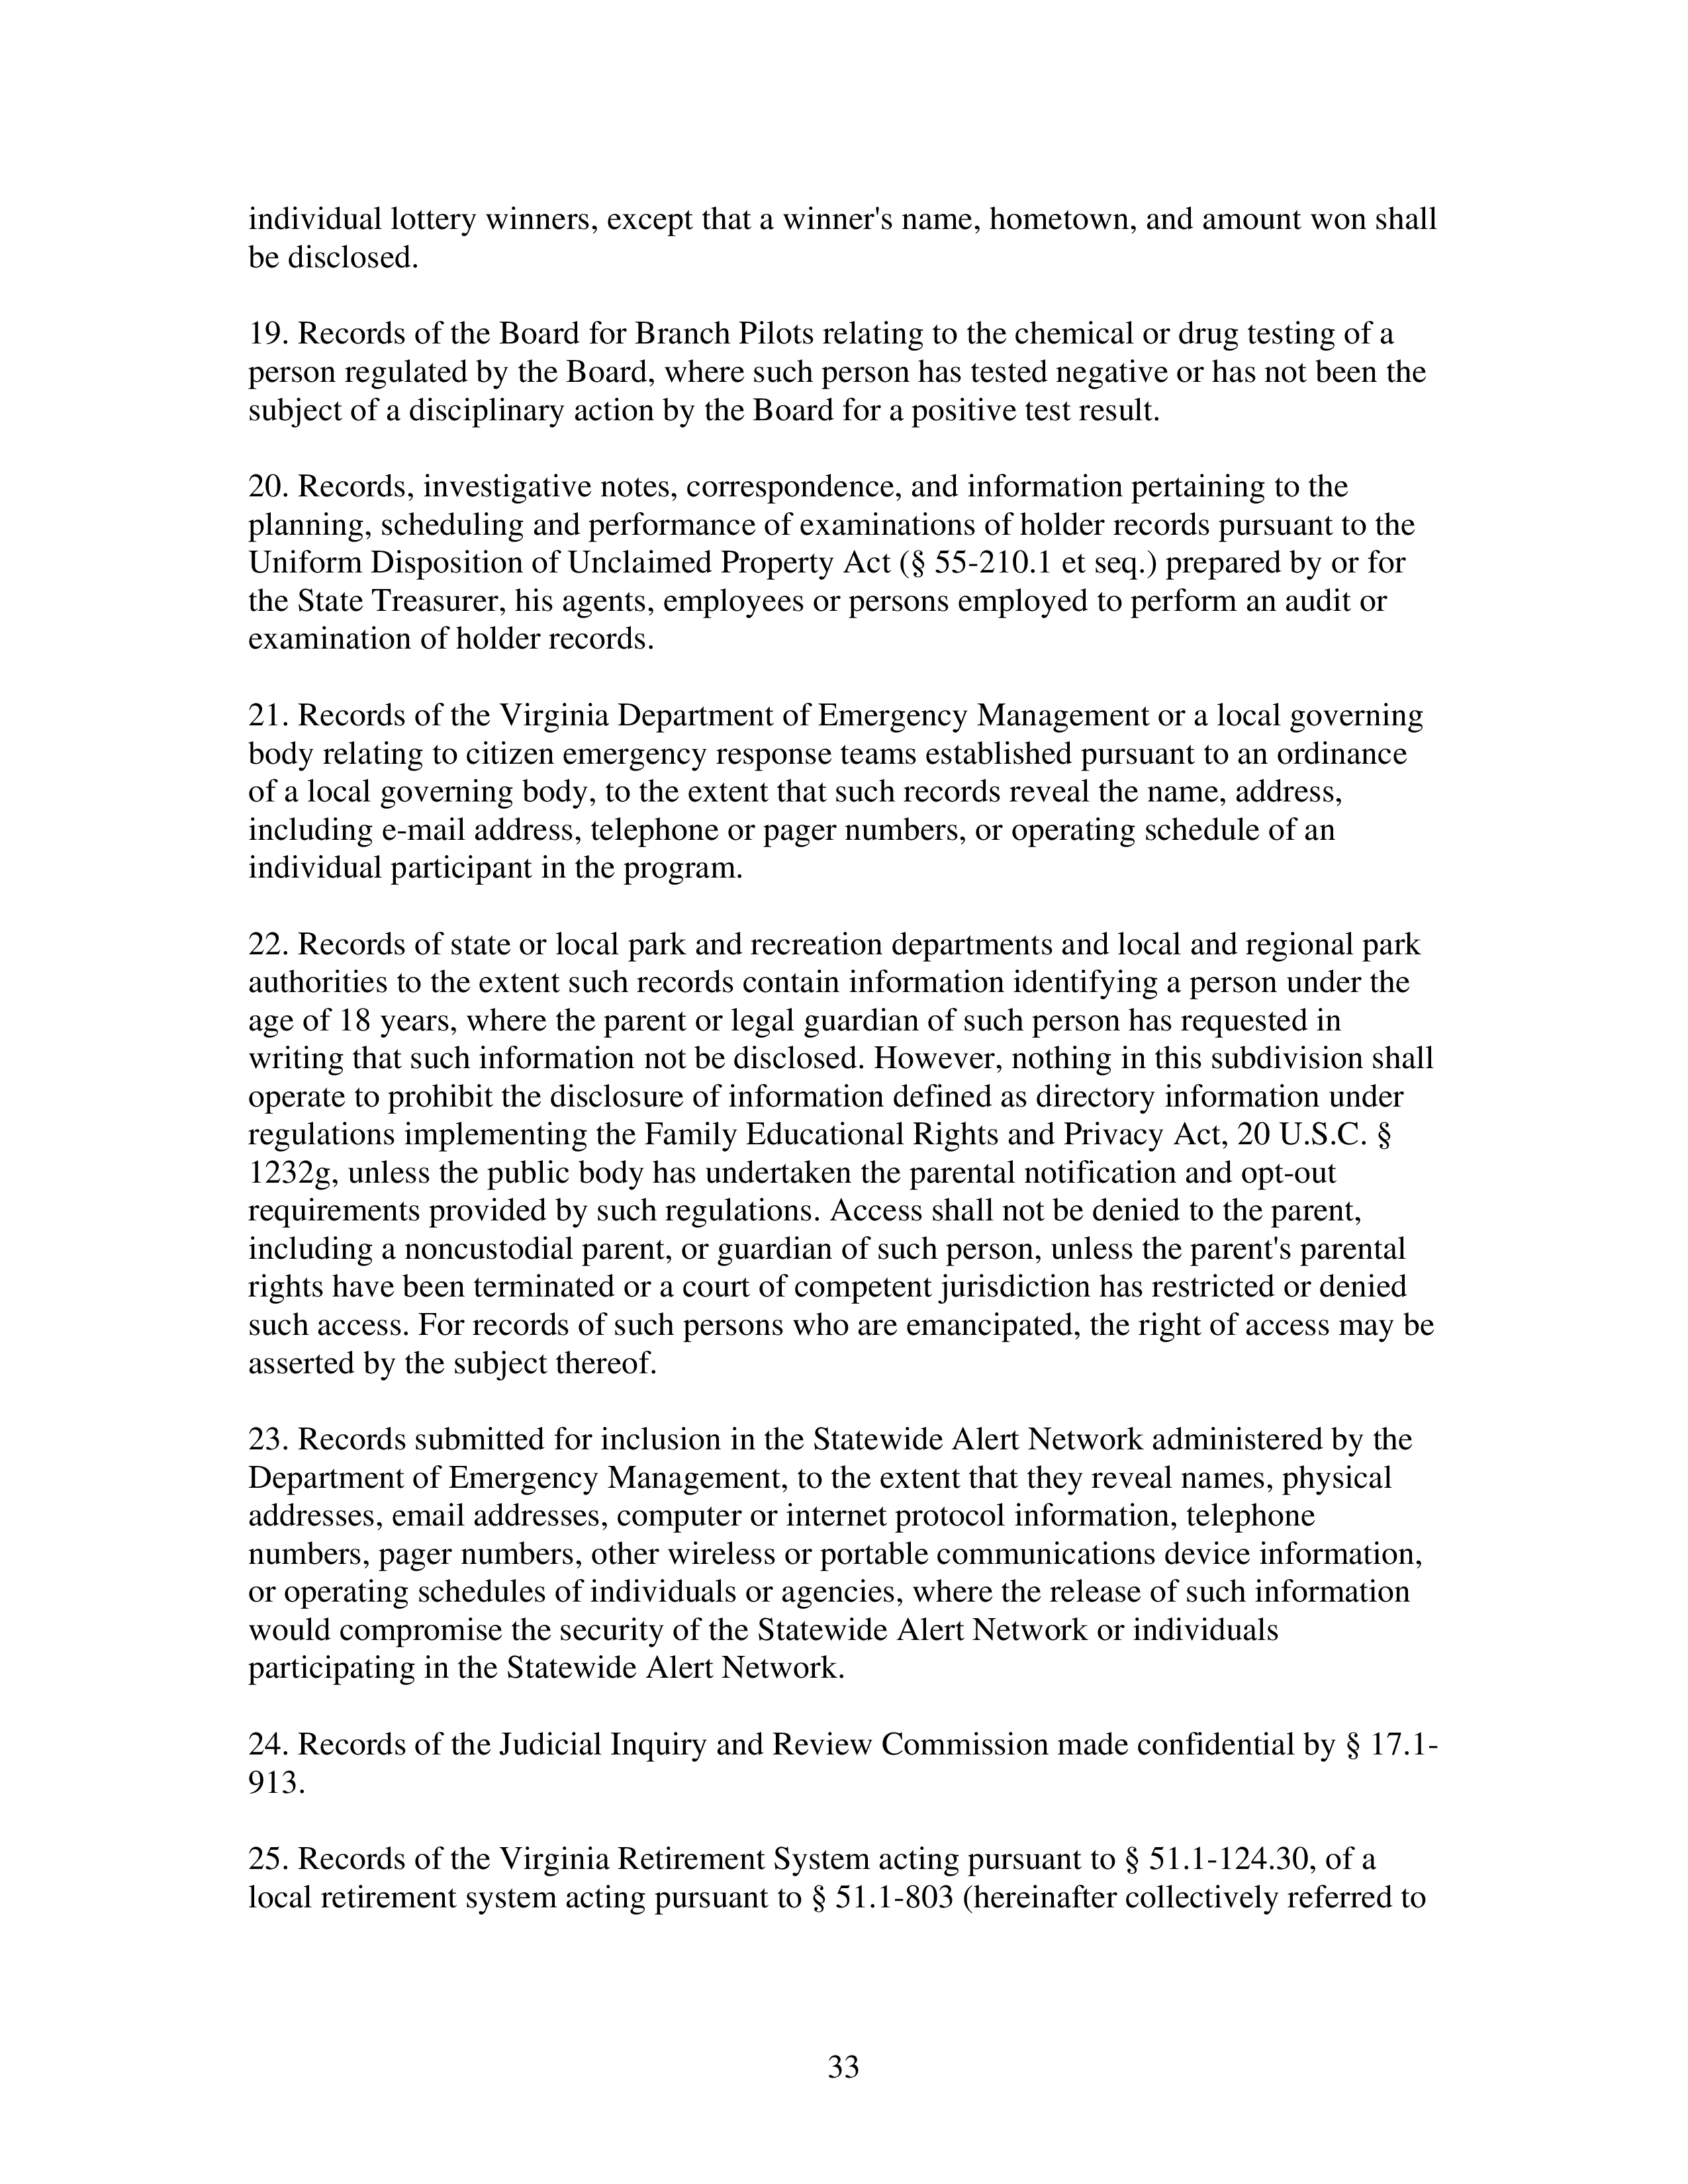 individual lottery winners, except that a winner's name, hometown, and amount won shall
be disclosed.
19. Records of the Board for Branch Pilots relating to the chemical or drug testing of a
person regulated by the Board, where such person has tested negative or has not been the
subject of a disciplinary action by the Board for a positive test result.
20. Records, investigative notes, correspondence, and information pertaining to the
planning, scheduling and performance of examinations of holder records pursuant to the
Uniform Disposition of Unclaimed Property Act (§ 55-210.1 et seq.) prepared by or for
the State Treasurer, his agents, employees or persons employed to perform an audit or
examination of holder records.
21. Records of the Virginia Department of Emergency Management or a local governing
body relating to citizen emergency response teams established pursuant to an ordinance
of a local governing body, to the extent that such records reveal the name, address,
including e-mail address, telephone or pager numbers, or operating schedule of an
individual participant in the program.
22. Records of state or local park and recreation departments and local and regional park
authorities to the extent such records contain information identifying a person under the
age of 18 years, where the parent or legal guardian of such person has requested in
writing that such information not be disclosed. However, nothing in this subdivision shall
operate to prohibit the disclosure of information defined as directory information under
regulations implementing the Family Educational Rights and Privacy Act, 20 U.S.C. §
1232g, unless the public body has undertaken the parental notification and opt-out
requirements provided by such regulations. Access shall not be denied to the parent,
including a noncustodial parent, or guardian of such person, unless the parent's parental
rights have been terminated or a court of competent jurisdiction has restricted or denied
such access. For records of such persons who are emancipated, the right of access may be
asserted by the subject thereof.
23. Records submitted for inclusion in the Statewide Alert Network administered by the
Department of Emergency Management, to the extent that they reveal names, physical
addresses, email addresses, computer or internet protocol information, telephone
numbers, pager numbers, other wireless or portable communications device information,
or operating schedules of individuals or agencies, where the release of such information
would compromise the security of the Statewide Alert Network or individuals
participating in the Statewide Alert Network.
24. Records of the Judicial Inquiry and Review Commission made confidential by § 17.1-
913.
25. Records of the Virginia Retirement System acting pursuant to § 51.1-124.30, of a
local retirement system acting pursuant to § 51.1-803 (hereinafter collectively referred to
33